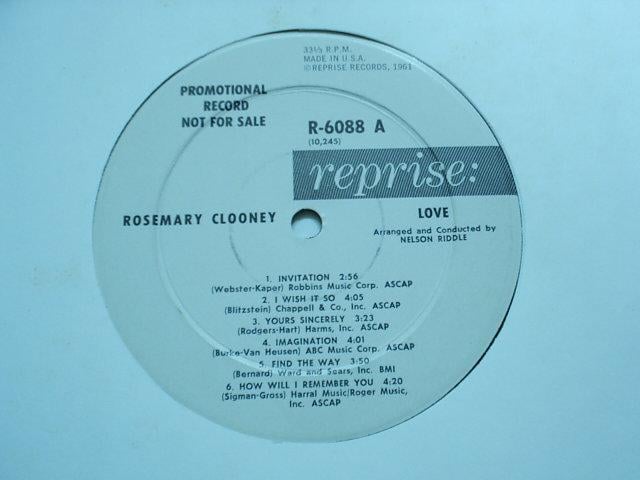 33⅓ R.P.M.
MADE IN U.S.A.
©REPRISE RECORDS, 1961
PROMOTIONAL
RECORD
NOT FOR SALE
R-6088 A
(10,245)
reprise:
ROSEMARY CLOONEY
LOVE
Arranged and Conducted by
NELSON RIDDLE
1. INVITATION 2:56
(Webster-Kaper) Robbins Music Corp. ASCAP
2. I WISH IT SO 4:05
(Blitzstein) Chappell & Co., Inc. ASCAP
3. YOURS SINCERELY 3:23
(Rodgers-Hart) Harms, Inc. ASCAP
4. IMAGINATION 4:01
(Burke-Van Heusen) ABC Music Corp. ASCAP
5. FIND THE WAY 3:50
(Bernard) Ward and Sears, Inc. BMI
6. HOW WILL I REMEMBER YOU 4:20
(Sigman-Gross) Harral Music/Roger Music,
Inc. ASCAP